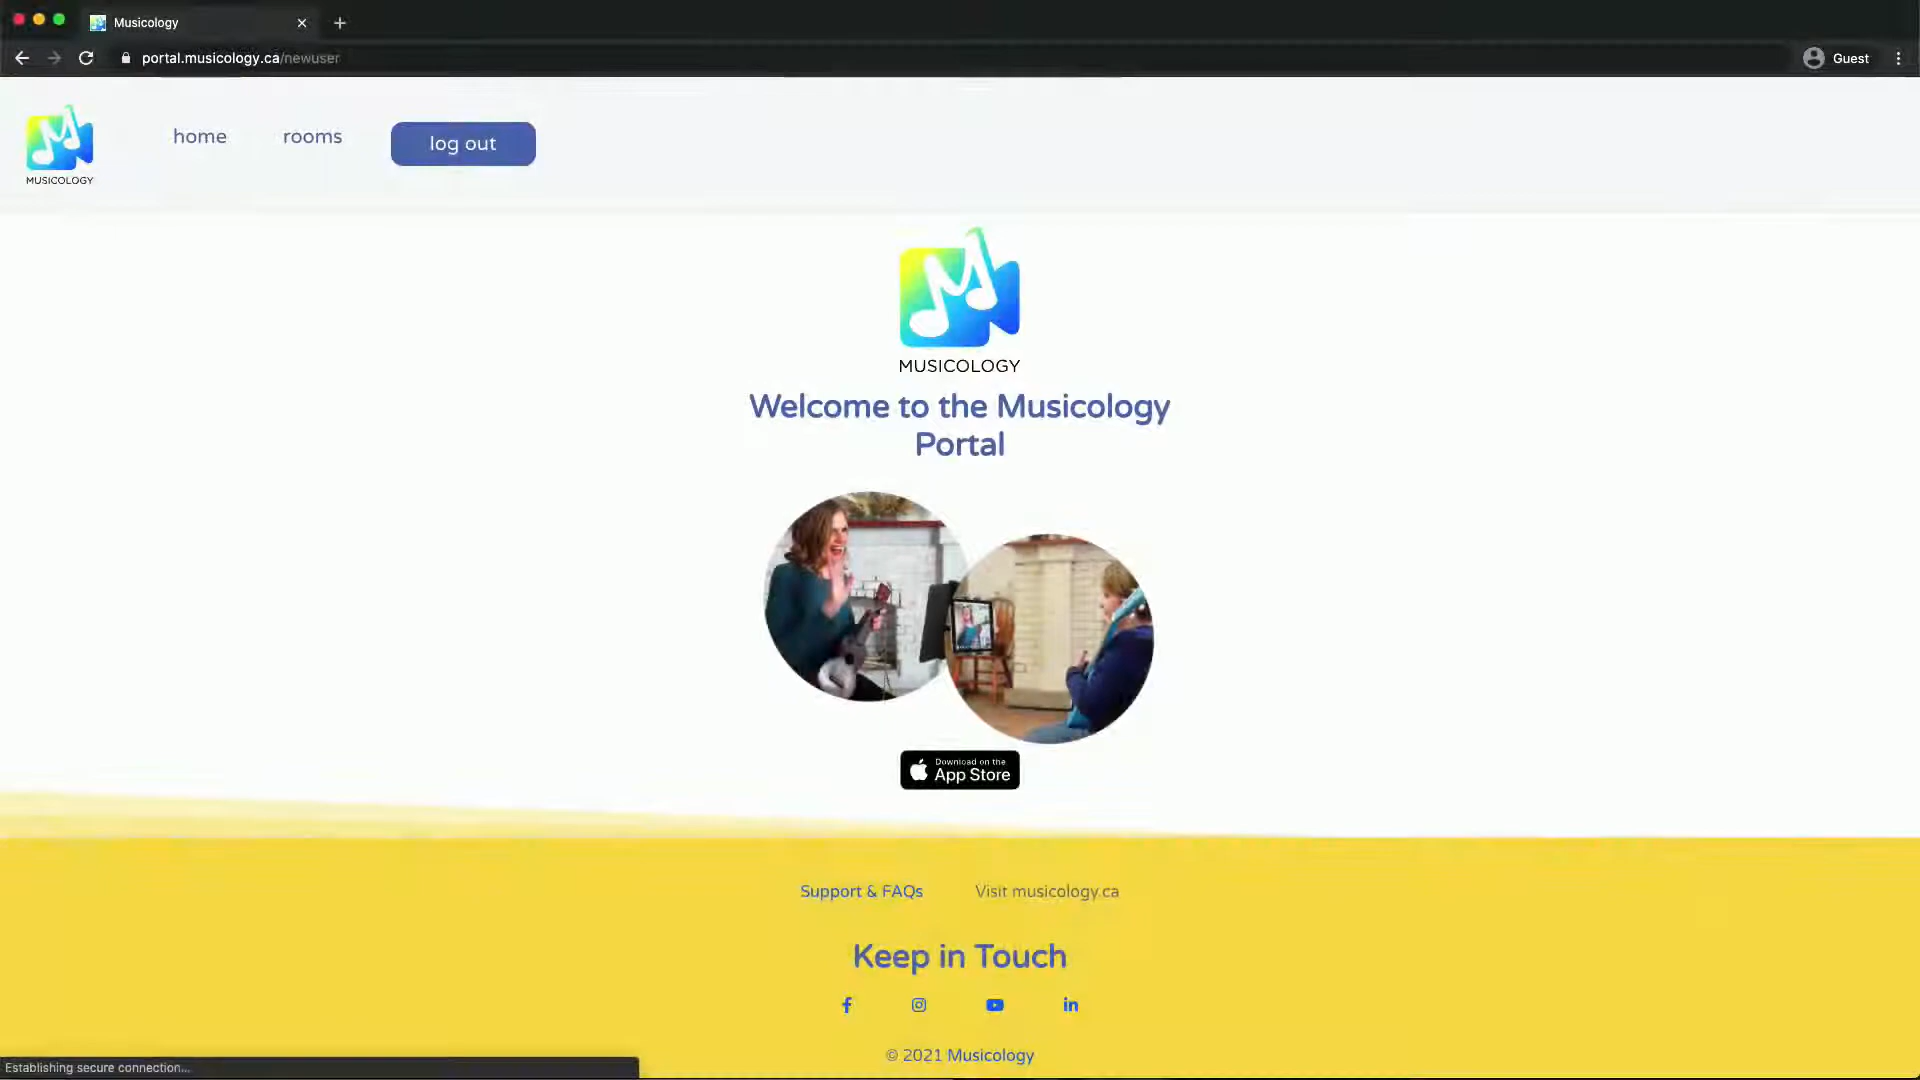 Musicology
portal.musicology.ca/newuser
Guest
MUSICOLOGY
home
rooms
log out
MUSICOLOGY
Welcome to the Musicology
Portal
Download on the
App Store
Support & FAQs
Visit musicology.ca
Keep in Touch
© 2021 Musicology
Establishing secure connection...